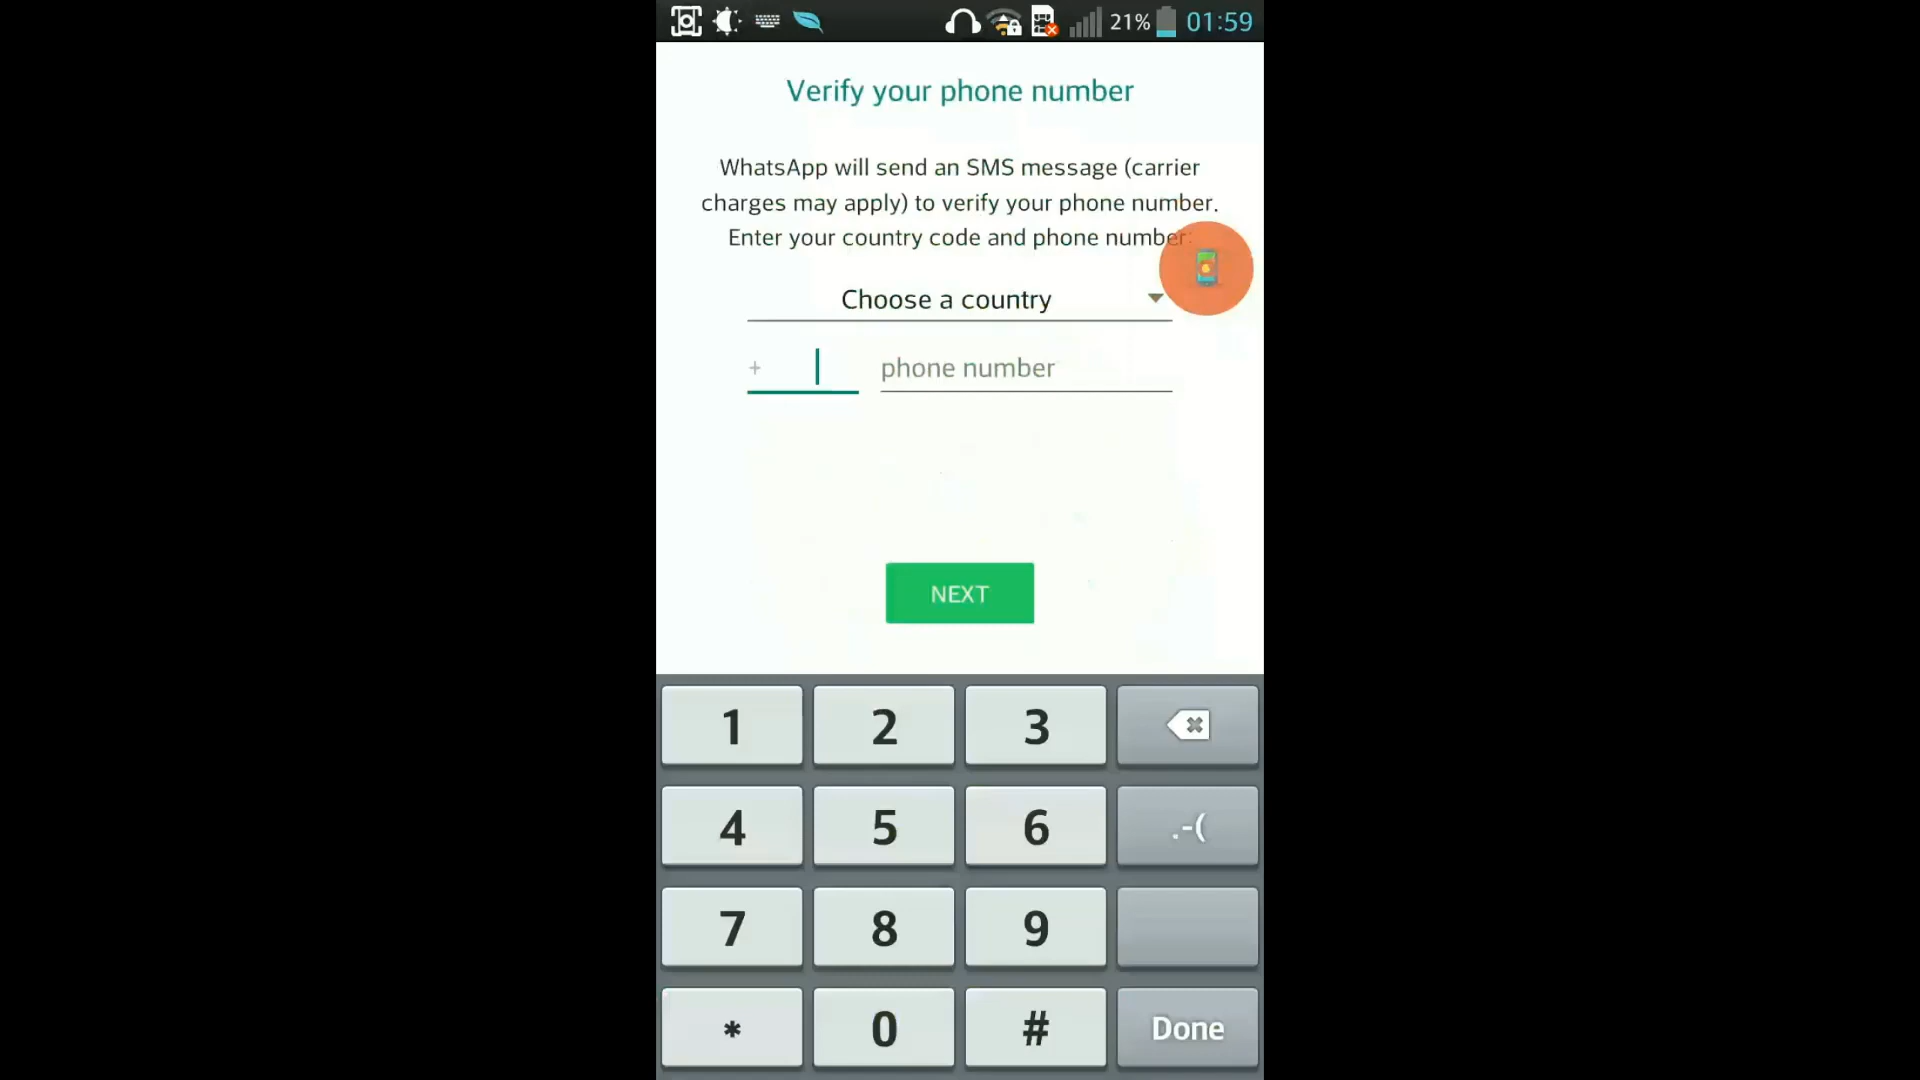 21% 01:59
Verify your phone number
WhatsApp will send an SMS message (carrier
charges may apply) to verify your phone number.
Enter your country code and phone number:
Choose a country
+ phone number
NEXT
1 2 3
4 5 6 .-(
7 8 9
* 0 # Done